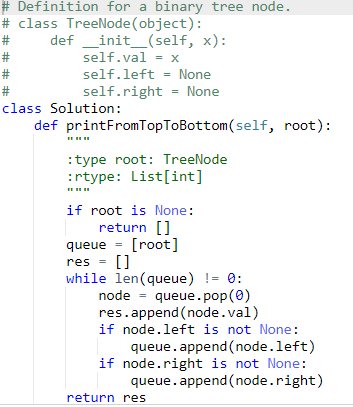 # Definition for a binary tree node.
# class TreeNode(object):
#     def __init__(self, x):
#         self.val = x
#         self.left = None
#         self.right = None
class Solution:
    def printFromTopToBottom(self, root):
        """
        :type root: TreeNode
        :rtype: List[int]
        """
        if root is None:
            return []
        queue = [root]
        res = []
        while len(queue) != 0:
            node = queue.pop(0)
            res.append(node.val)
            if node.left is not None:
                queue.append(node.left)
            if node.right is not None:
                queue.append(node.right)
        return res